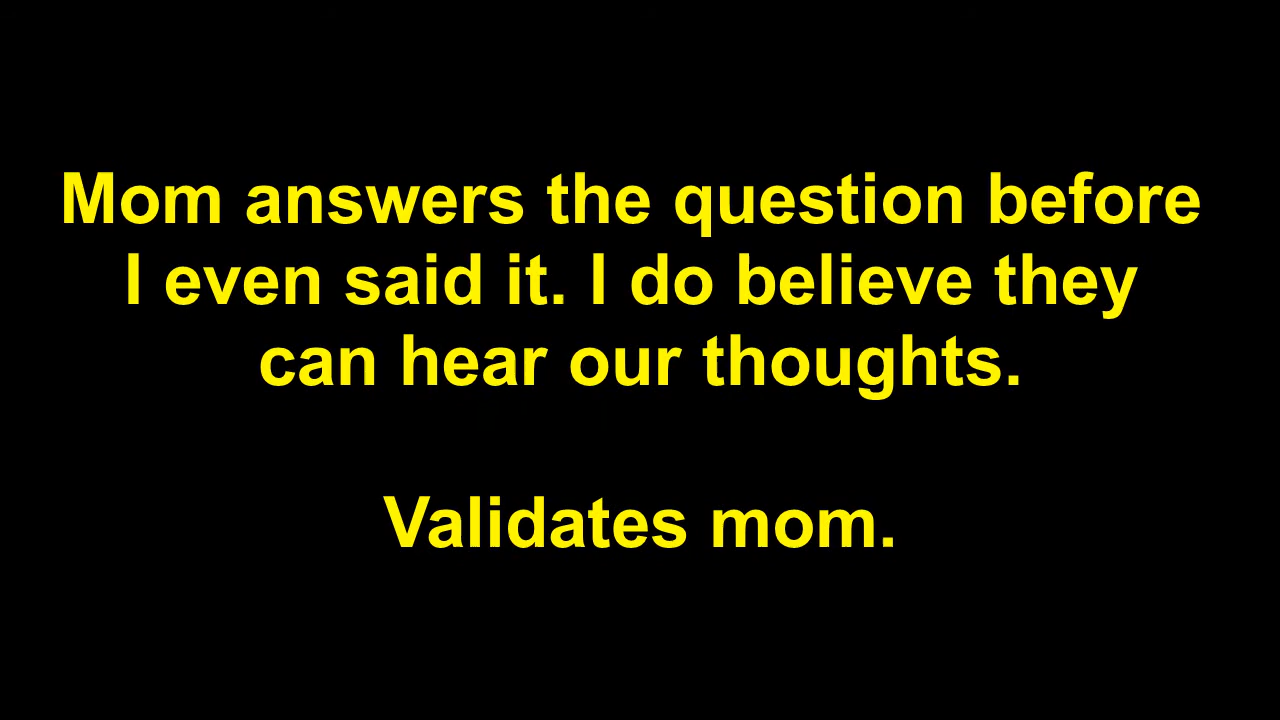 Mom answers the question before
I even said it. I do believe they
can hear our thoughts.
Validates mom.